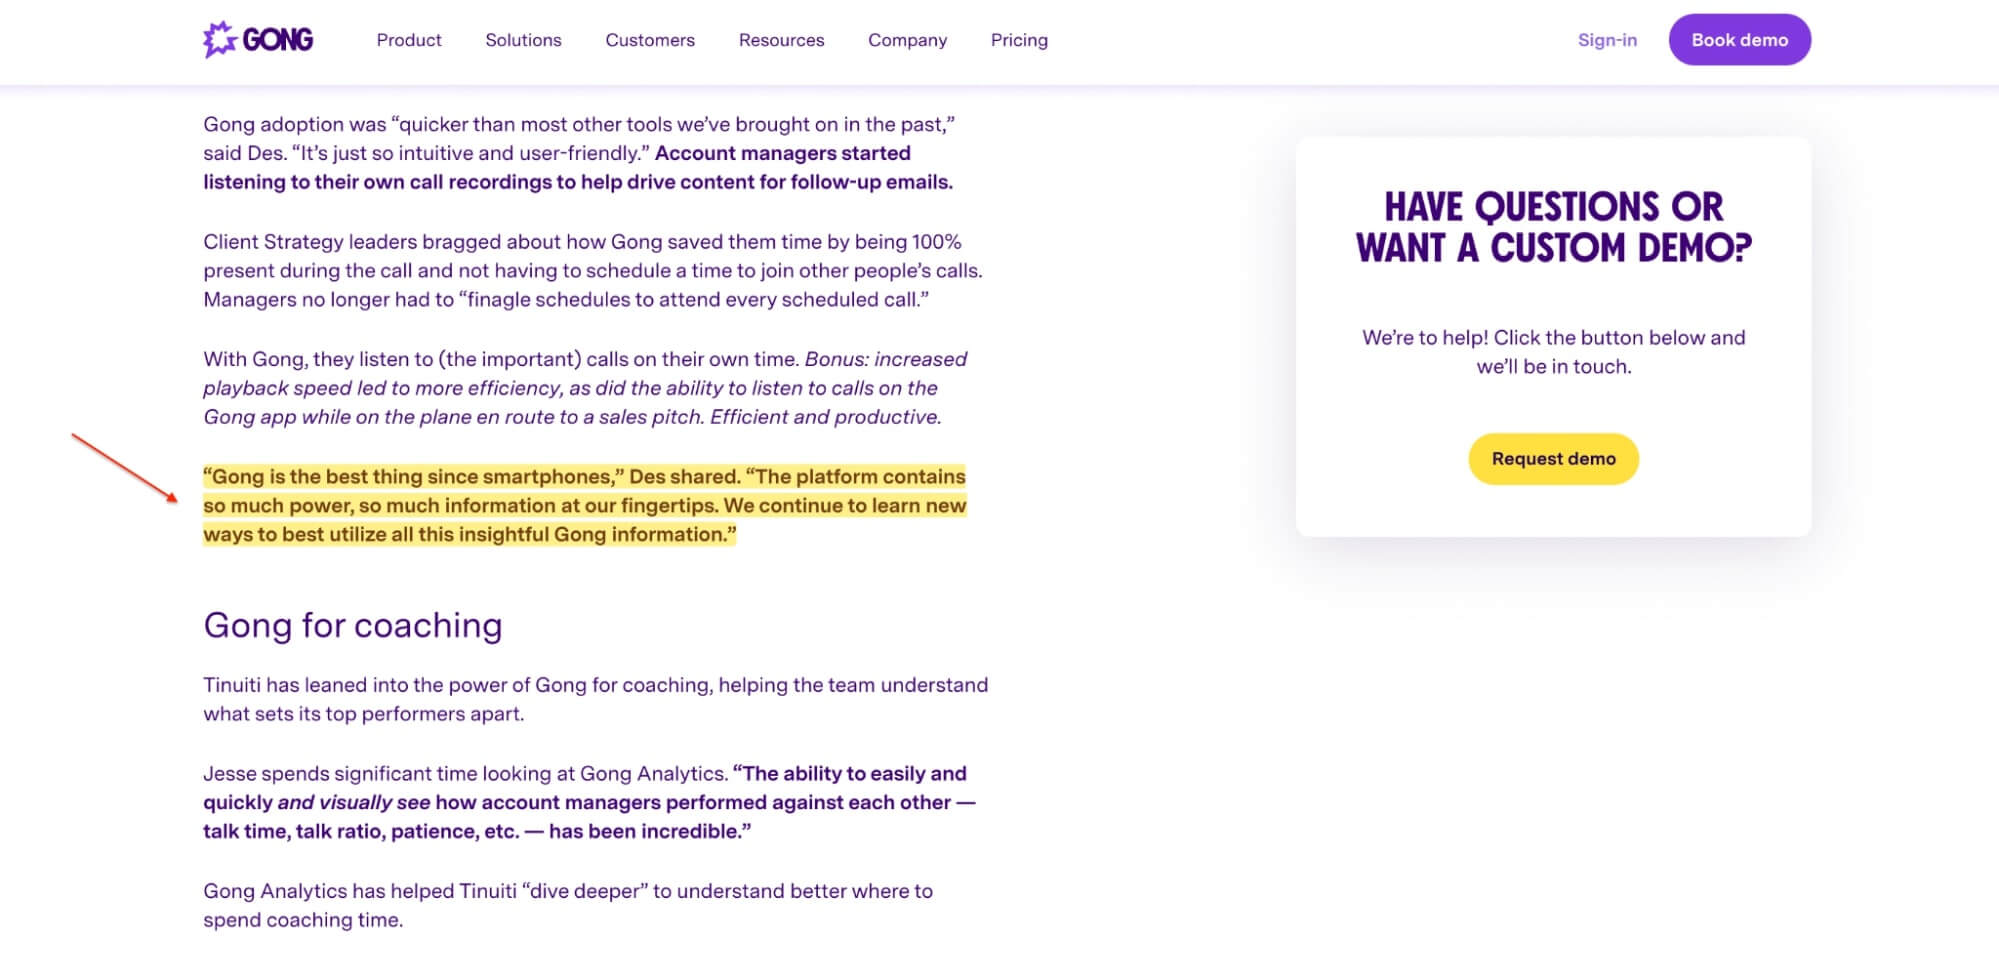 GONG
Product
Solutions
Customers
Resources
Company
Pricing
Sign-in
Book demo
Gong adoption was “quicker than most other tools we’ve brought on in the past,”
said Des. “It’s just so intuitive and user-friendly.” Account managers started
listening to their own call recordings to help drive content for follow-up emails.
Client Strategy leaders bragged about how Gong saved them time by being 100%
present during the call and not having to schedule a time to join other people’s calls.
Managers no longer had to “finagle schedules to attend every scheduled call.”
With Gong, they listen to (the important) calls on their own time. Bonus: increased
playback speed led to more efficiency, as did the ability to listen to calls on the
Gong app while on the plane en route to a sales pitch. Efficient and productive.
“Gong is the best thing since smartphones,” Des shared. “The platform contains
so much power, so much information at our fingertips. We continue to learn new
ways to best utilize all this insightful Gong information.”
Gong for coaching
Tinuiti has leaned into the power of Gong for coaching, helping the team understand
what sets its top performers apart.
Jesse spends significant time looking at Gong Analytics. “The ability to easily and
quickly and visually see how account managers performed against each other —
talk time, talk ratio, patience, etc. — has been incredible.”
Gong Analytics has helped Tinuiti “dive deeper” to understand better where to
spend coaching time.
HAVE QUESTIONS OR
WANT A CUSTOM DEMO?
We’re to help! Click the button below and
we’ll be in touch.
Request demo